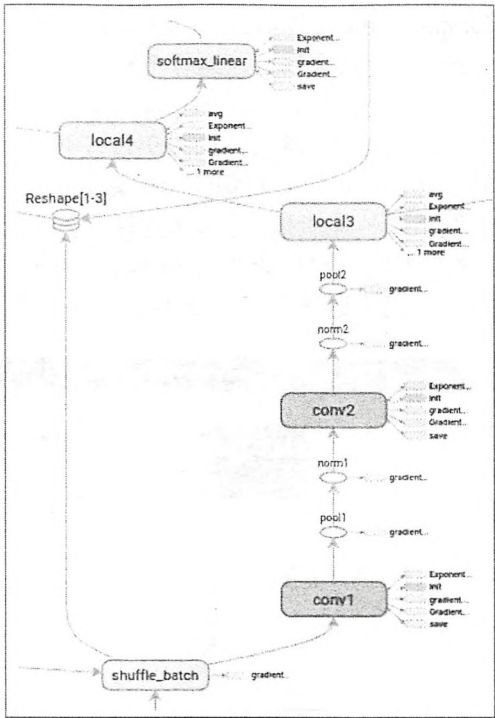 Exponent...
init
softmax_linear
gradient...
Gradient...
save
avg
Exponent...
local4
init
gradient...
Gradient...
... 1 more
Reshape[1-3]
avg
Exponent...
local3
init
gradient...
Gradient...
... 1 more
pool2
gradient...
norm2
gradient...
Exponent...
init
conv2
gradient...
Gradient...
save
norm1
gradient...
pool1
gradient...
Exponent...
init
conv1
gradient...
Gradient...
save
shuffle_batch
gradient...